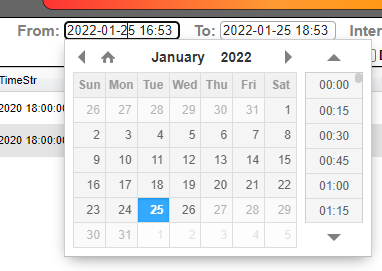 From: 2022-01-25 16:53 To: 2022-01-25 18:53 Inter
January 2022
TimeStr
Sun Mon Tue Wed Thu Fri Sat 00:00
26 27 28 29 30 31 1 00:15
2020 18:00:00
2 3 4 5 6 7 8 00:30
2020 18:00:00
9 10 11 12 13 14 15 00:45
16 17 18 19 20 21 22 01:00
23 24 25 26 27 28 29 01:15
30 31 1 2 3 4 5